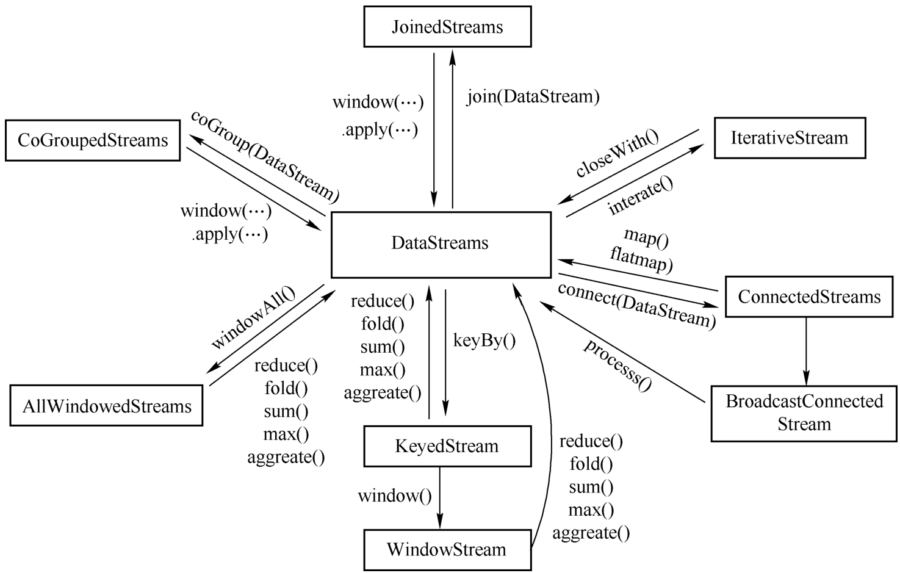 JoinedStreams
window(⋯)
.apply(⋯)
join(DataStream)
CoGroupedStreams
coGroup(DataStream)
window(⋯)
.apply(⋯)
closeWith()
interate()
IterativeStream
DataStreams
map()
flatmap)
connect(DataStream)
ConnectedStreams
processs()
BroadcastConnected
Stream
windowAll()
AllWindowedStreams
reduce()
fold()
sum()
max()
aggreate()
reduce()
fold()
sum()
max()
aggreate()
keyBy()
KeyedStream
window()
WindowStream
reduce()
fold()
sum()
max()
aggreate()